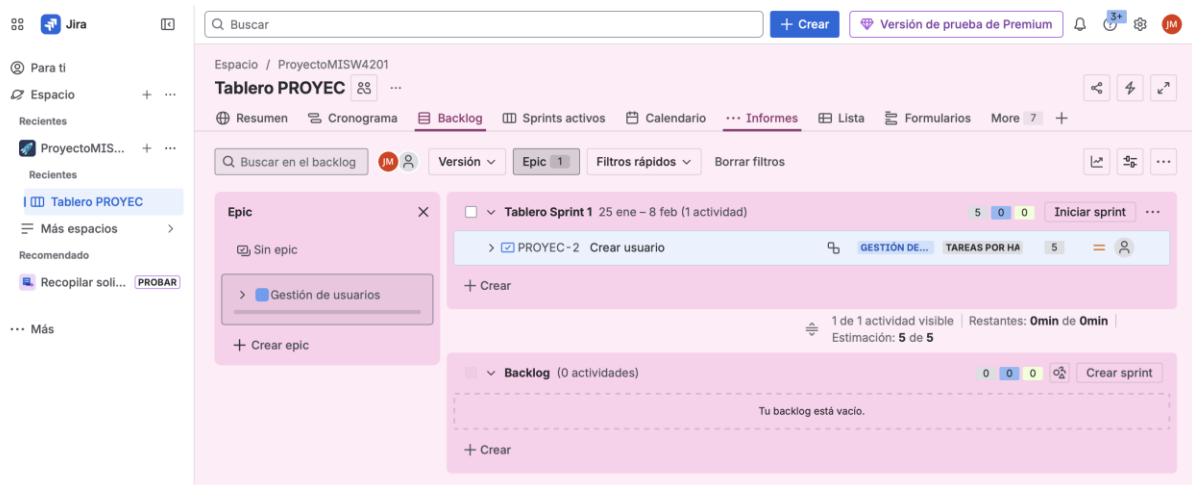 Jira
Buscar
+ Crear
Versión de prueba de Premium
3+
JM
Para ti
Espacio
Recientes
ProyectoMIS...
Recientes
Tablero PROYEC
Más espacios
Recomendado
Recopilar soli... PROBAR
Más
Espacio / ProyectoMISW4201
Tablero PROYEC
Resumen Cronograma Backlog Sprints activos Calendario Informes Lista Formularios More 7
Buscar en el backlog JM Versión Epic 1 Filtros rápidos Borrar filtros
Epic
Sin epic
Gestión de usuarios
+ Crear epic
Tablero Sprint 1 25 ene – 8 feb (1 actividad) 5 0 0 Iniciar sprint
PROYEC-2 Crear usuario GESTIÓN DE... TAREAS POR HA 5
+ Crear
1 de 1 actividad visible Restantes: 0min de 0min
Estimación: 5 de 5
Backlog (0 actividades) 0 0 0 Crear sprint
Tu backlog está vacío.
+ Crear